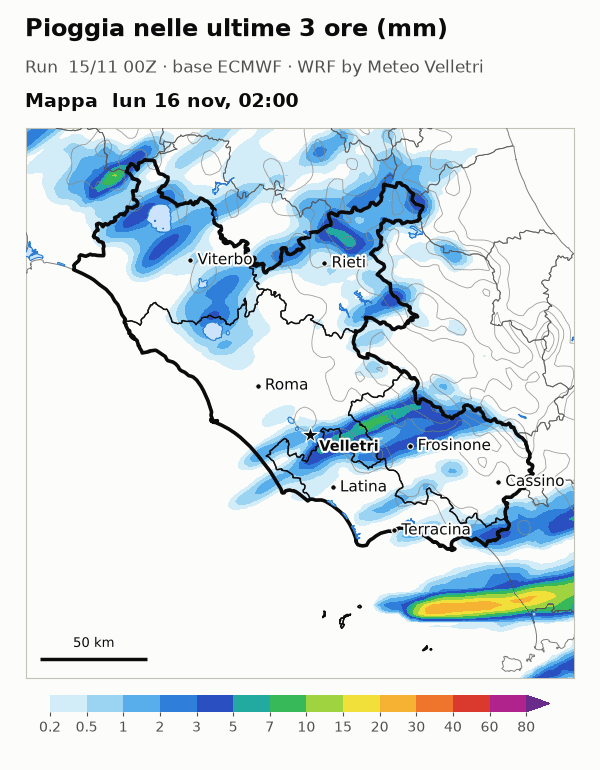 Pioggia nelle ultime 3 ore (mm)
Run  15/11 00Z · base ECMWF · WRF by Meteo Velletri
Mappa  lun 16 nov, 02:00
Viterbo
Rieti
Roma
Velletri
Frosinone
Cassino
Latina
Terracina
50 km
0.2 0.5 1 2 3 5 7 10 15 20 30 40 60 80